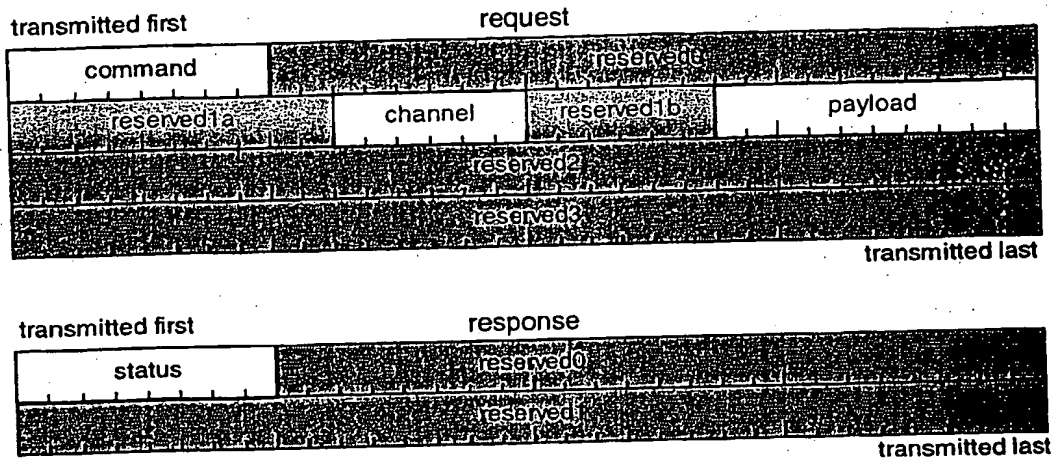 transmitted first request
command reserved0
reserved1a channel reserved1b payload
reserved2
reserved3
transmitted last
transmitted first response
status reserved0
reserved1
transmitted last